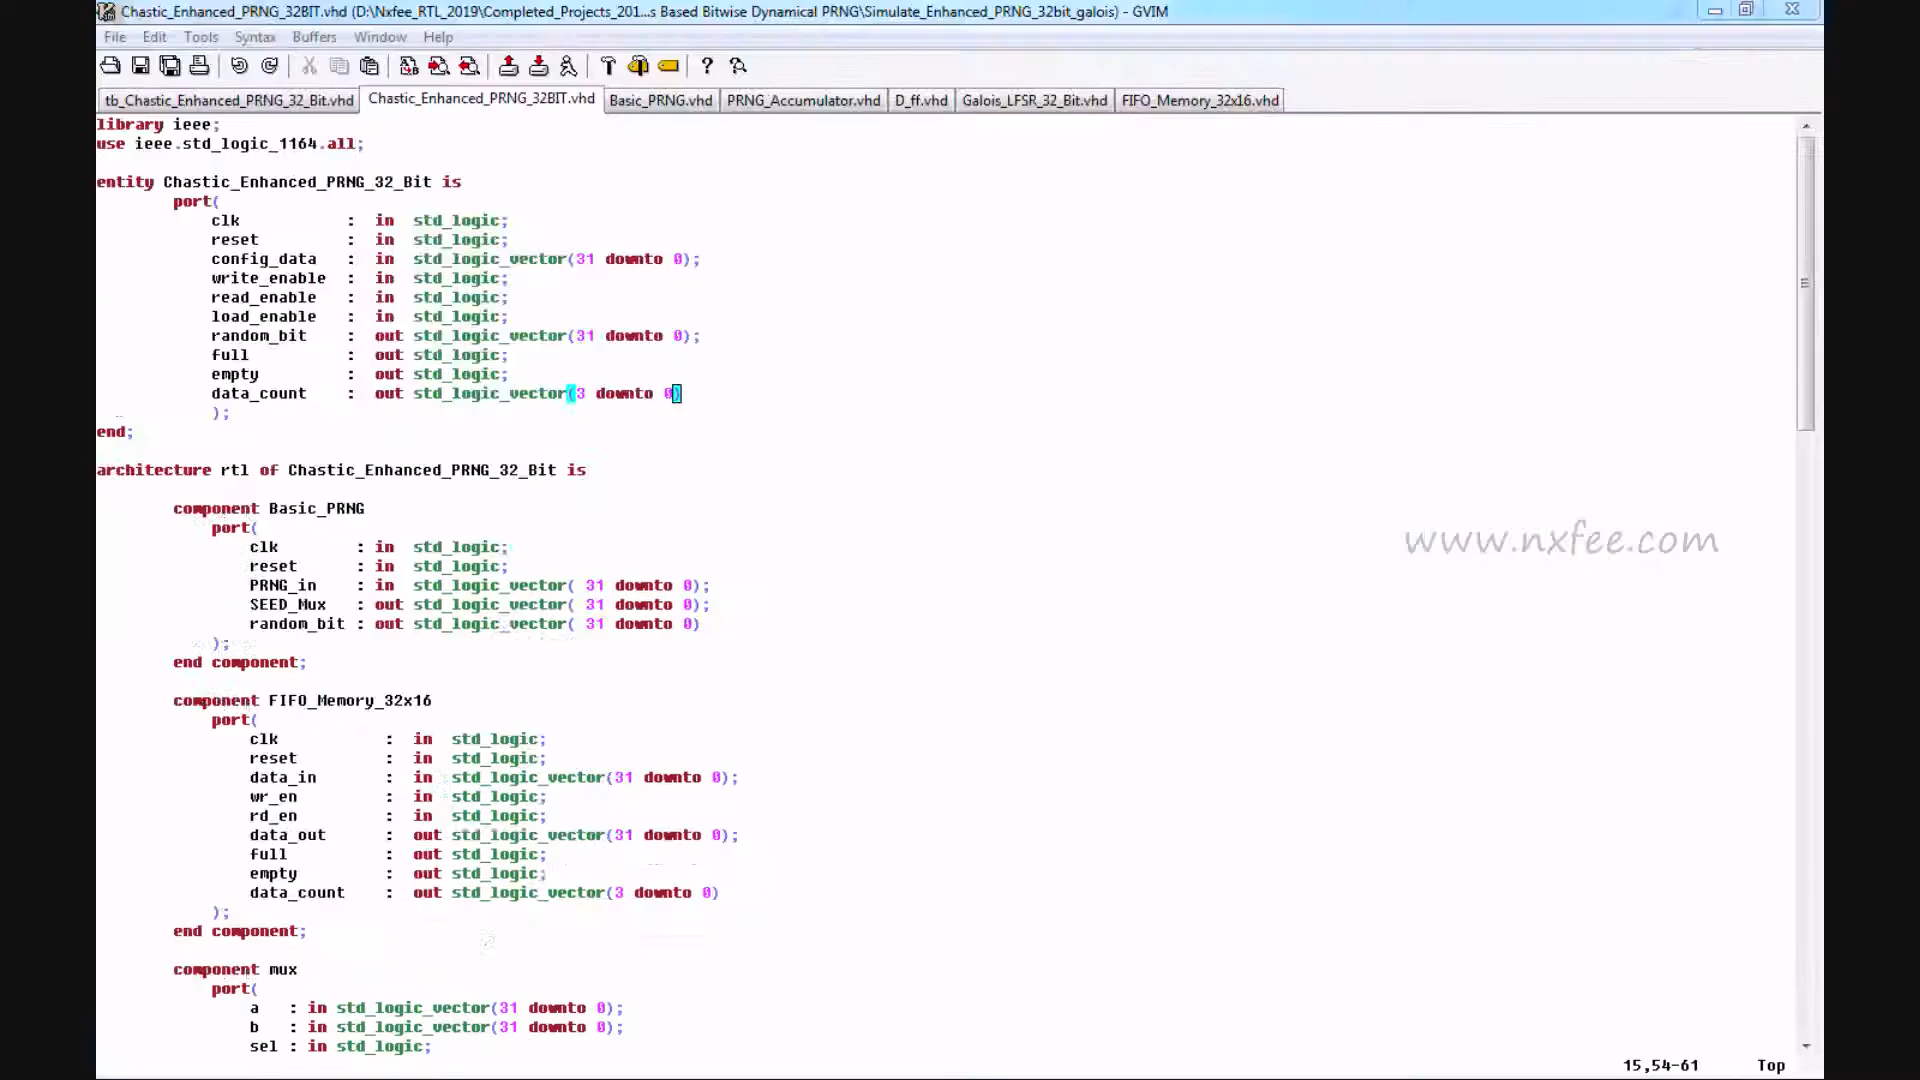 Chastic_Enhanced_PRNG_32BIT.vhd (D:\Nxfee_RTL_2019\Completed_Projects_201...s Based Bitwise Dynamical PRNG\Simulate_Enhanced_PRNG_32bit_galois) - GVIM
File Edit Tools Syntax Buffers Window Help
tb_Chastic_Enhanced_PRNG_32_Bit.vhd Chastic_Enhanced_PRNG_32BIT.vhd Basic_PRNG.vhd PRNG_Accumulator.vhd D_ff.vhd Galois_LFSR_32_Bit.vhd FIFO_Memory_32x16.vhd
library ieee;
use ieee.std_logic_1164.all;
entity Chastic_Enhanced_PRNG_32_Bit is
port(
clk : in std_logic;
reset : in std_logic;
config_data : in std_logic_vector(31 downto 0);
write_enable : in std_logic;
read_enable : in std_logic;
load_enable : in std_logic;
random_bit : out std_logic_vector(31 downto 0);
full : out std_logic;
empty : out std_logic;
data_count : out std_logic_vector(3 downto 0)
);
end;
architecture rtl of Chastic_Enhanced_PRNG_32_Bit is
component Basic_PRNG
port(
clk : in std_logic;
reset : in std_logic;
PRNG_in : in std_logic_vector( 31 downto 0);
SEED_Mux : out std_logic_vector( 31 downto 0);
random_bit : out std_logic_vector( 31 downto 0)
);
end component;
component FIFO_Memory_32x16
port(
clk : in std_logic;
reset : in std_logic;
data_in : in std_logic_vector(31 downto 0);
wr_en : in std_logic;
rd_en : in std_logic;
data_out : out std_logic_vector(31 downto 0);
full : out std_logic;
empty : out std_logic;
data_count : out std_logic_vector(3 downto 0)
);
end component;
component mux
port(
a : in std_logic_vector(31 downto 0);
b : in std_logic_vector(31 downto 0);
sel : in std_logic;
www.nxfee.com
15,54-61 Top